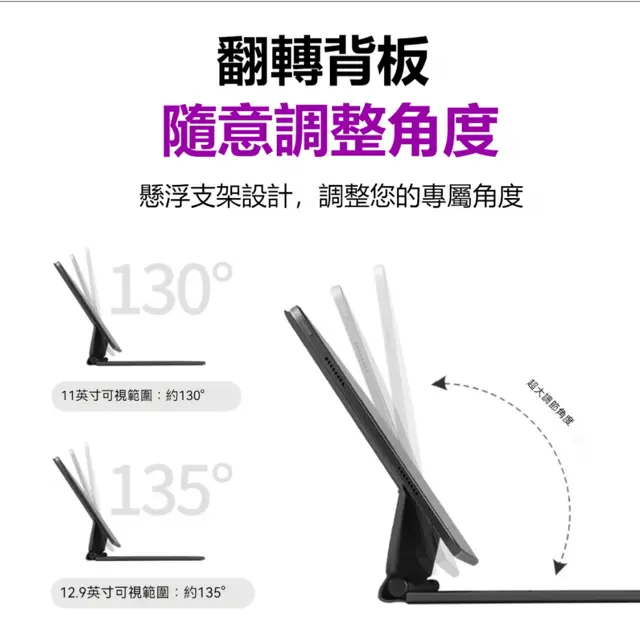 翻轉背板
隨意調整角度
懸浮支架設計，調整您的專屬角度
130°
11英寸可視範圍：約130°
135°
12.9英寸可視範圍：約135°
超大調節角度